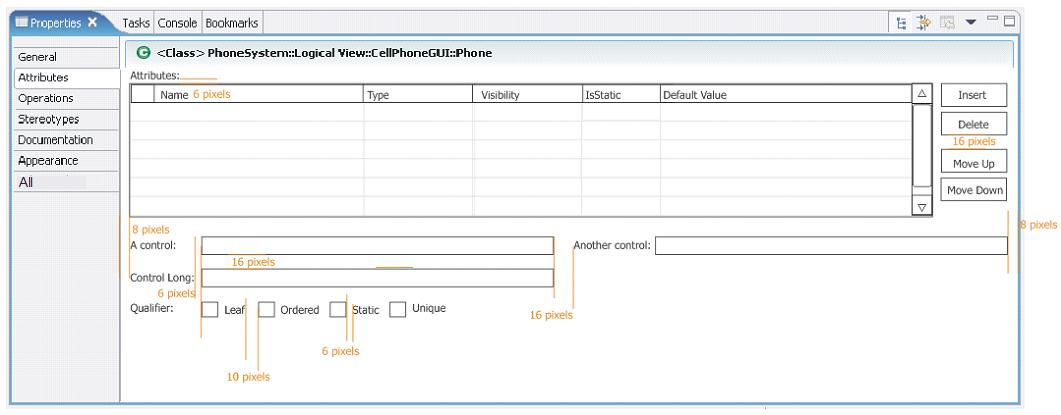 Properties Tasks Console Bookmarks
General
Attributes
Operations
Stereotypes
Documentation
Appearance
All
C <Class> PhoneSystem::Logical View::CellPhoneGUI::Phone
Attributes:
Name 6 pixels Type Visibility IsStatic Default Value
Insert
Delete
16 pixels
Move Up
Move Down
8 pixels
8 pixels
A control:
Another control:
16 pixels
Control Long:
6 pixels
16 pixels
Qualifier: Leaf Ordered Static Unique
6 pixels
10 pixels